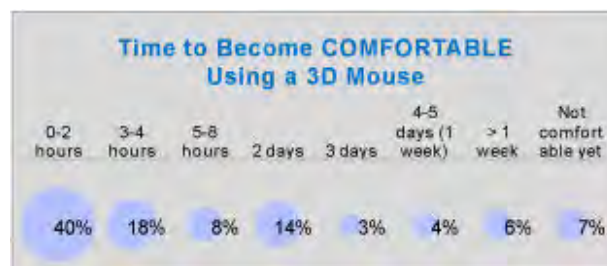 Time to Become COMFORTABLE
Using a 3D Mouse
0-2 hours
3-4 hours
5-8 hours
2 days
3 days
4-5 days (1 week)
> 1 week
Not comfort able yet
40% 18% 8% 14% 3% 4% 6% 7%